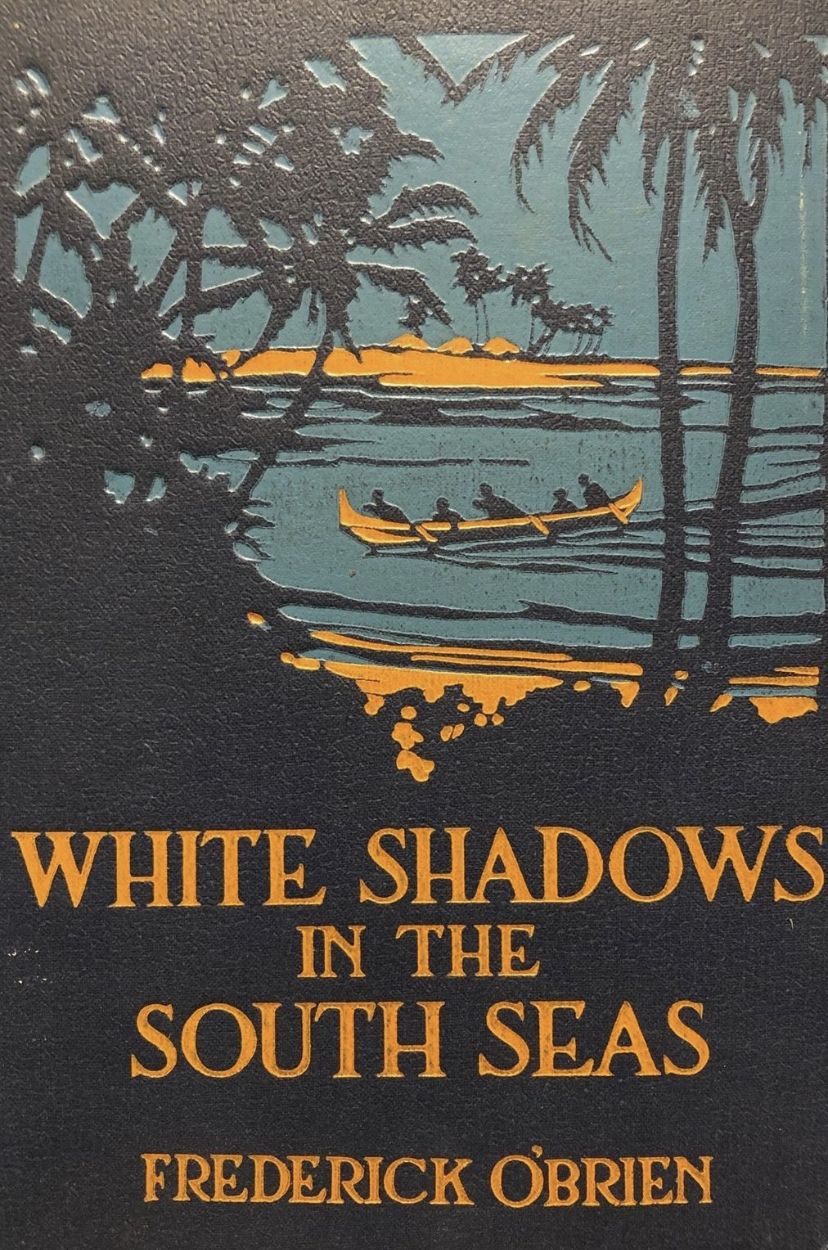 WHITE SHADOWS
IN THE
SOUTH SEAS
FREDERICK O'BRIEN